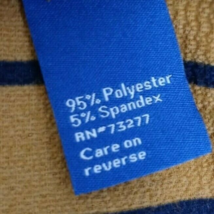 95% Polyester
5% Spandex
RN#73277
Care on
reverse